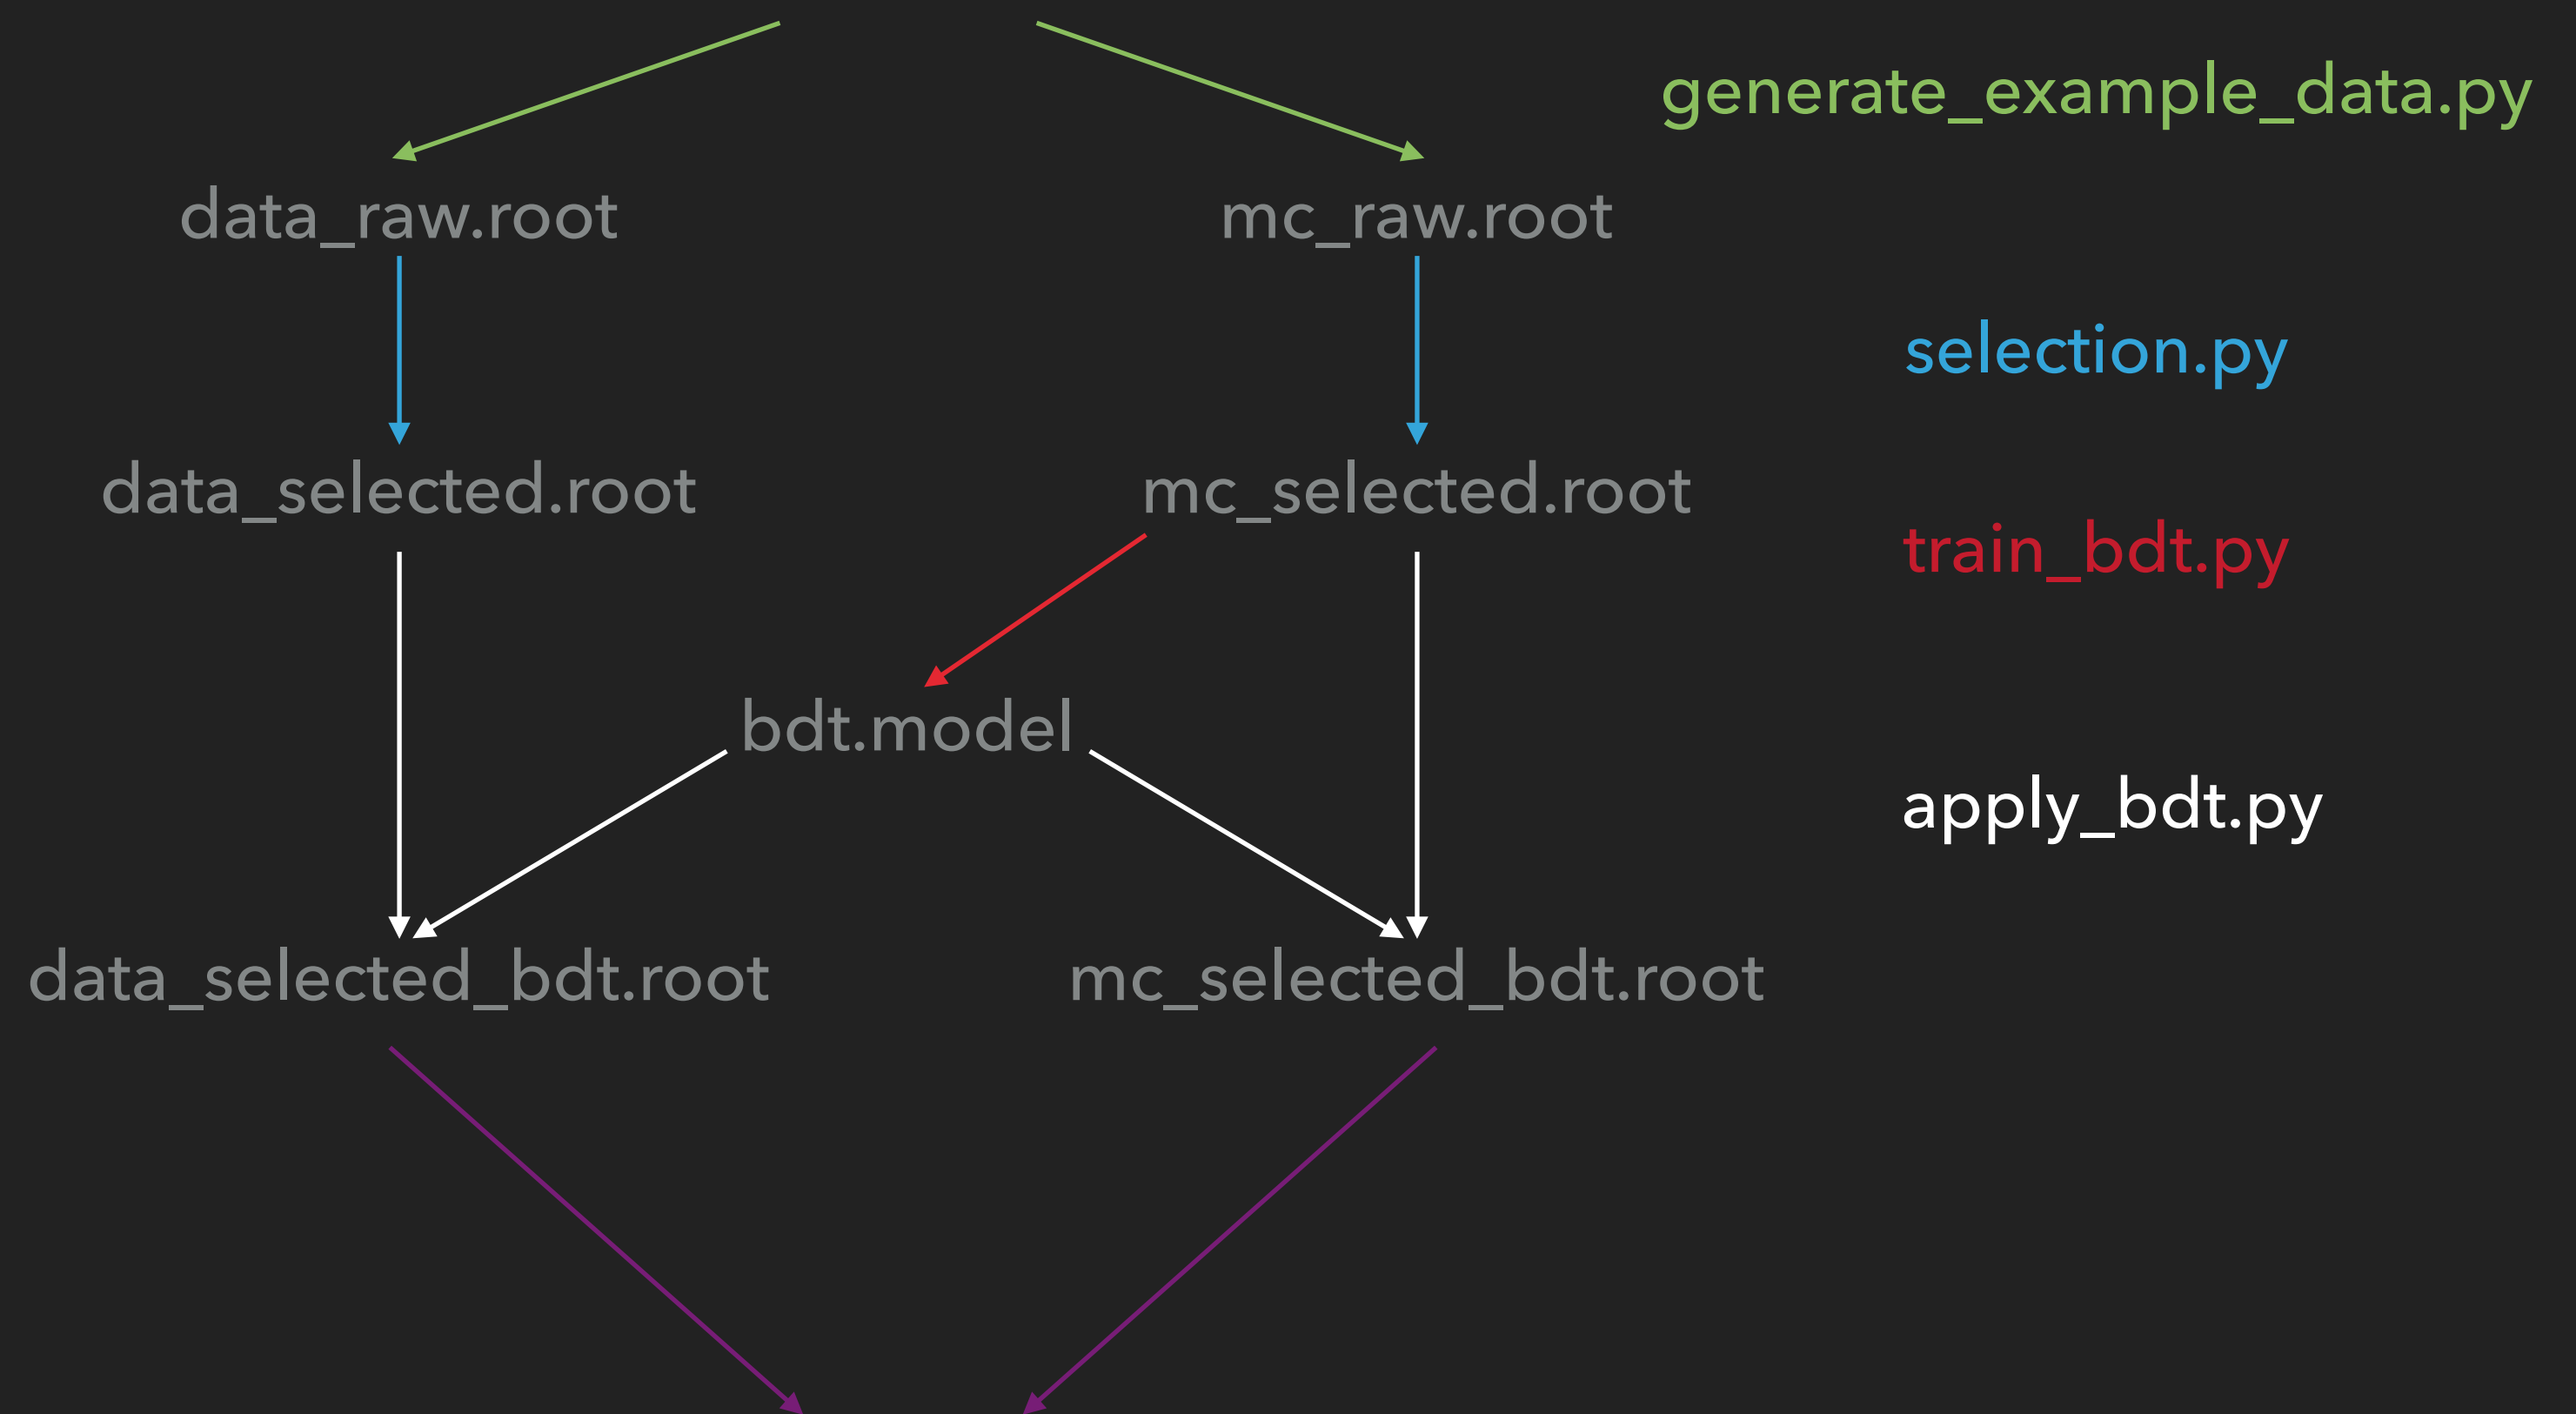 generate_example_data.py
data_raw.root
mc_raw.root
selection.py
data_selected.root
mc_selected.root
train_bdt.py
bdt.model
apply_bdt.py
data_selected_bdt.root
mc_selected_bdt.root